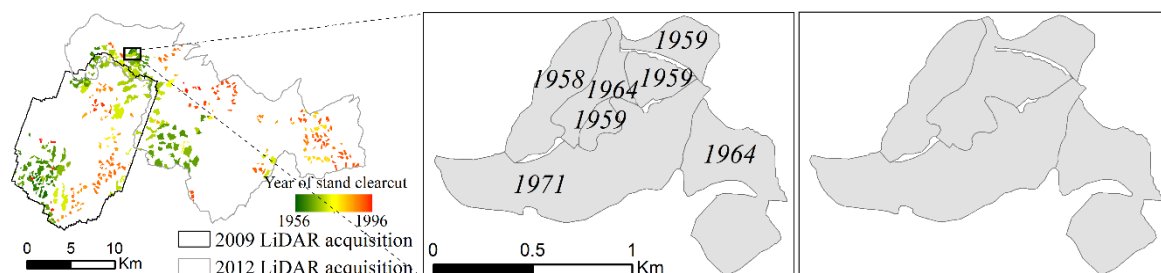 Year of stand clearcut
1956 1996
0 5 10
Km
2009 LiDAR acquisition
2012 LiDAR acquisition
1959
1958
1964
1959
1959
1964
1971
0 0.5 1
Km